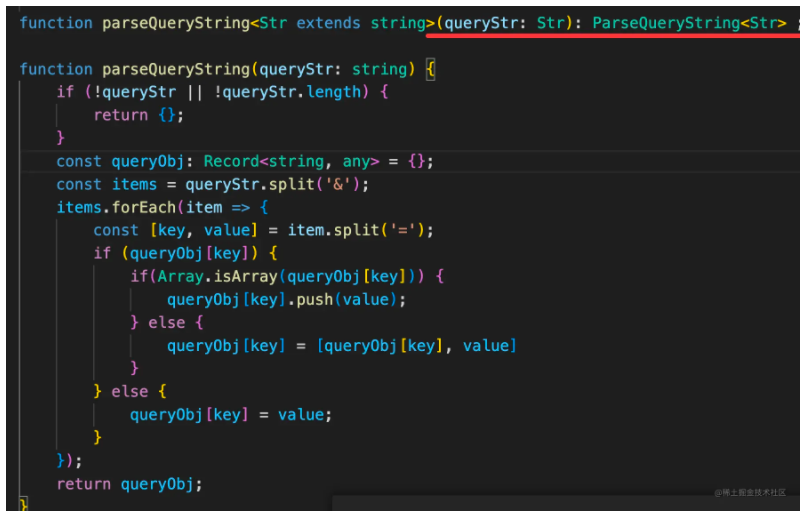 function parseQueryString<Str extends string>(queryStr: Str): ParseQueryString<Str> ;
function parseQueryString(queryStr: string) {
    if (!queryStr || !queryStr.length) {
        return {};
    }
    const queryObj: Record<string, any> = {};
    const items = queryStr.split('&');
    items.forEach(item => {
        const [key, value] = item.split('=');
        if (queryObj[key]) {
            if(Array.isArray(queryObj[key])) {
                queryObj[key].push(value);
            } else {
                queryObj[key] = [queryObj[key], value]
            }
        } else {
            queryObj[key] = value;
        }
    });
    return queryObj;
}
@稀土掘金技术社区